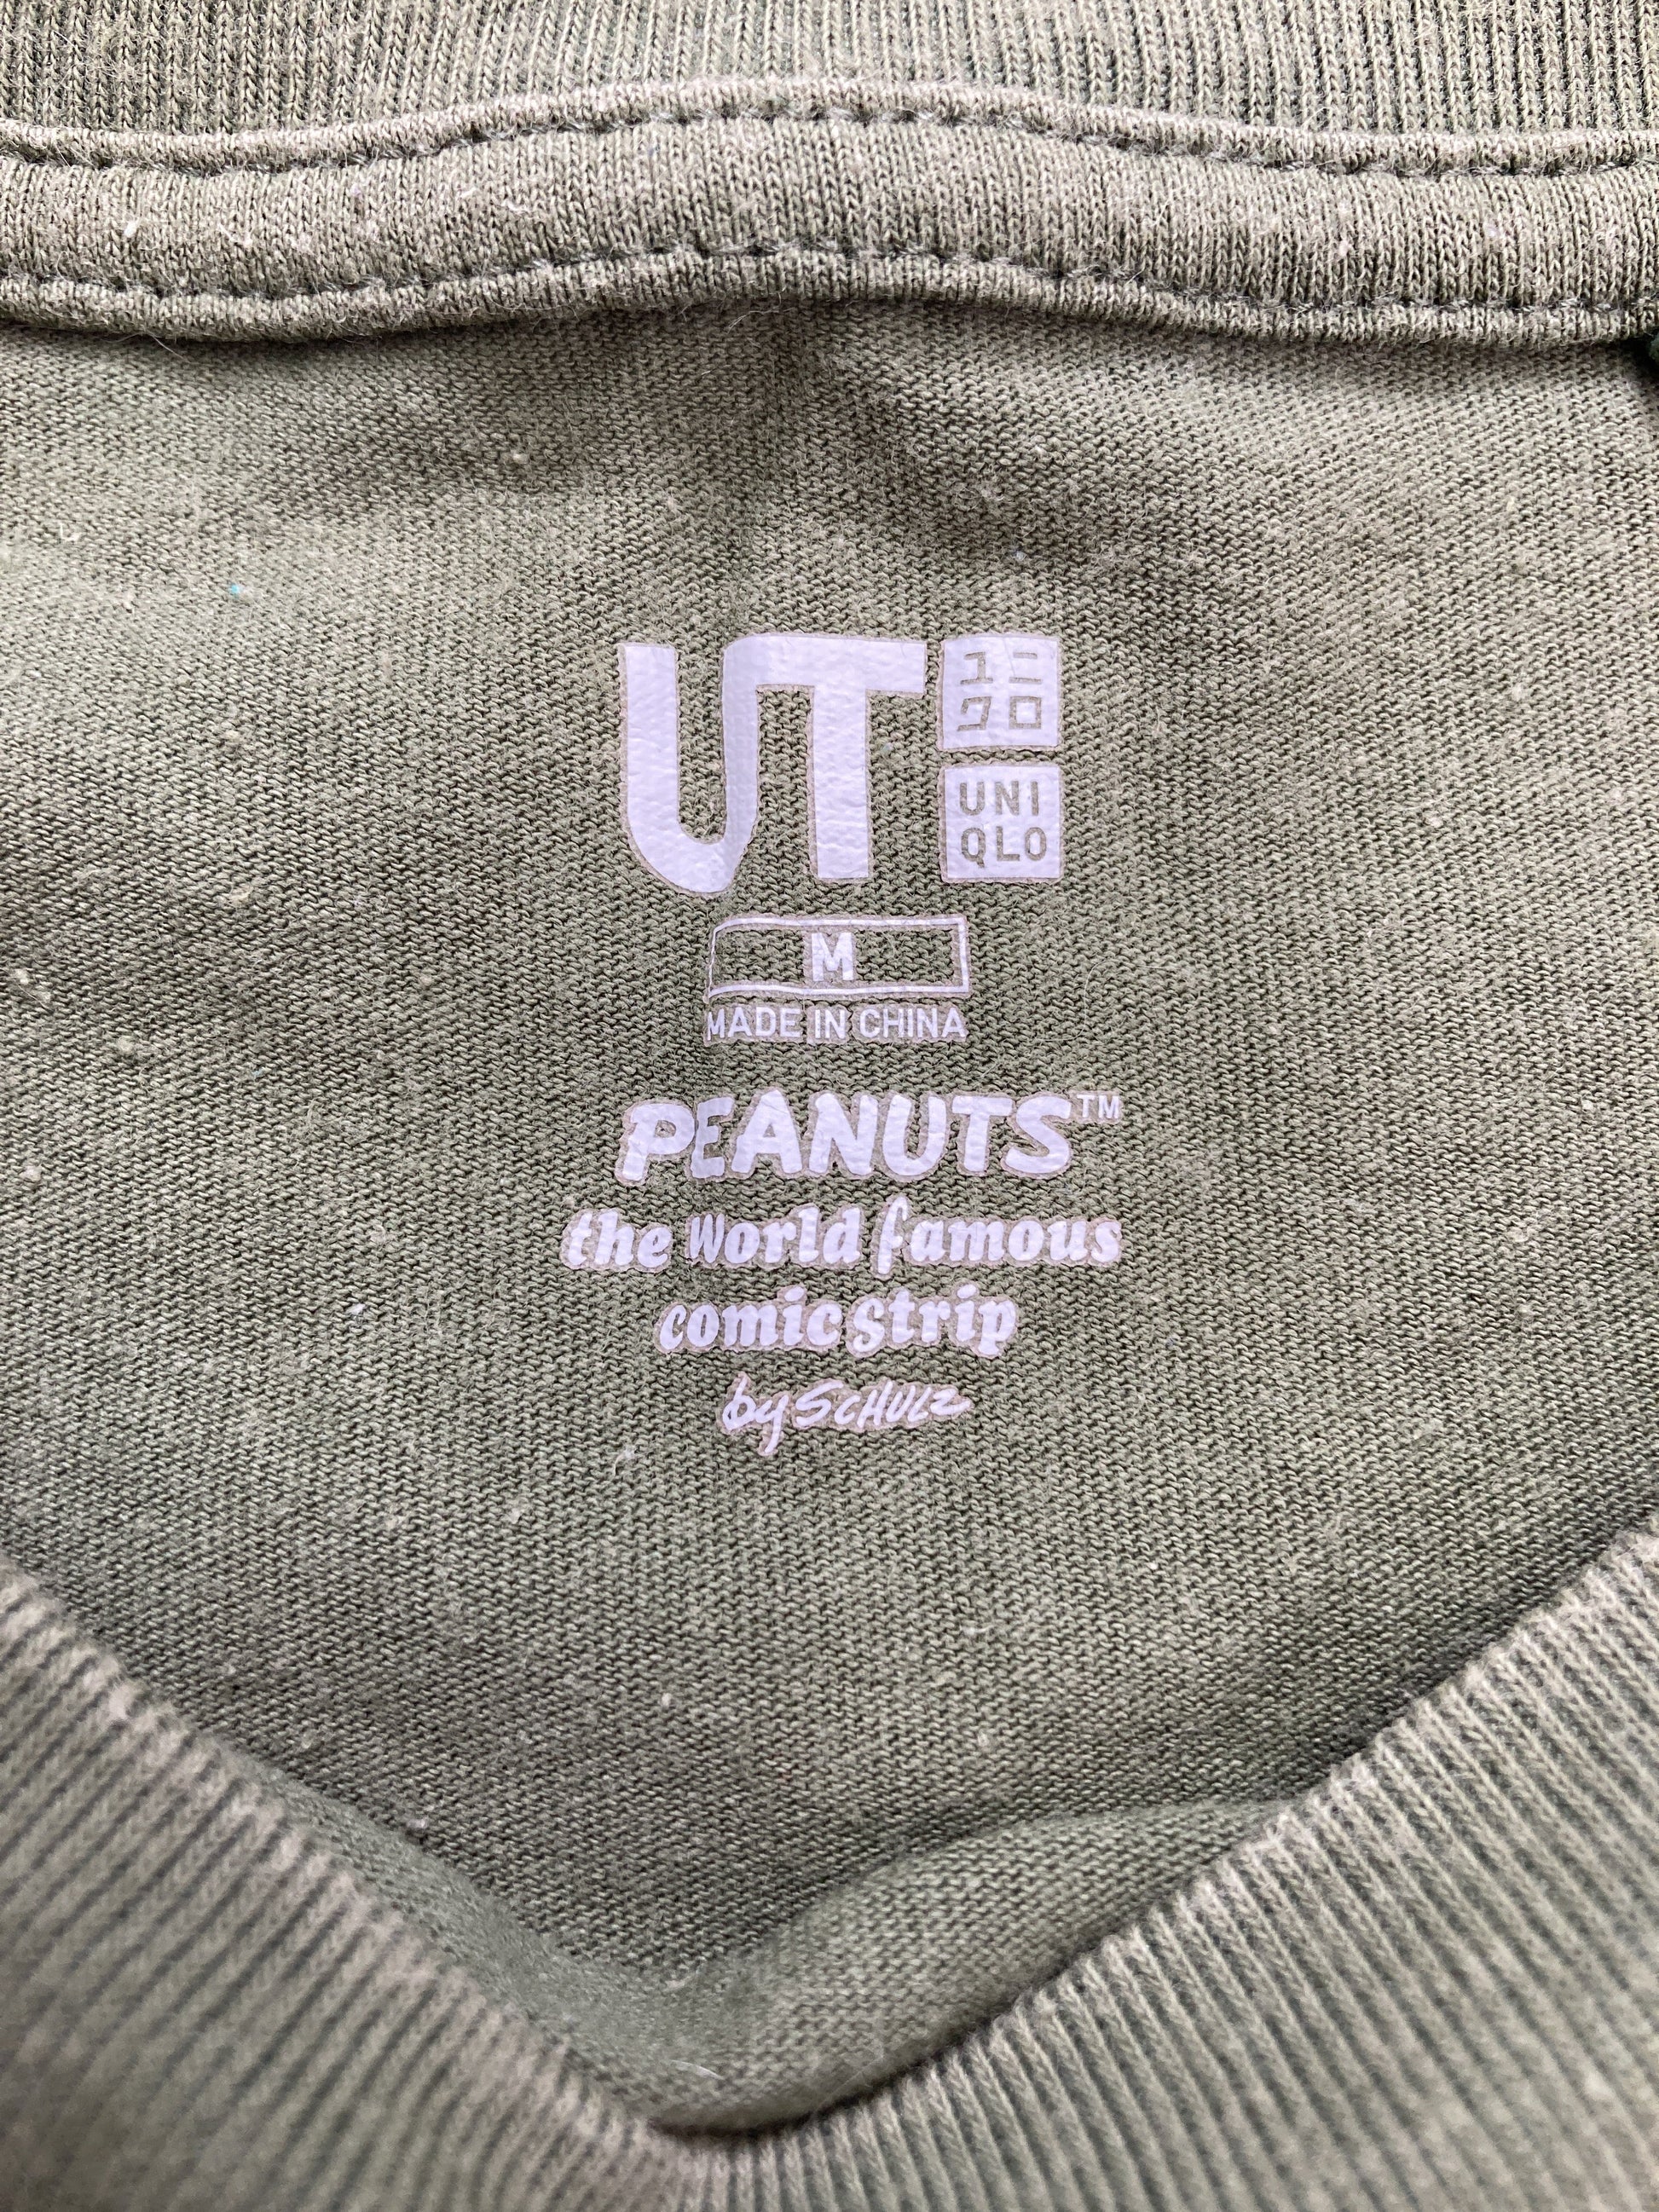 UT
ユニ
クロ
UNI
QLO
M
MADE IN CHINA
PEANUTS™
the World famous
comic strip
by SCHULZ